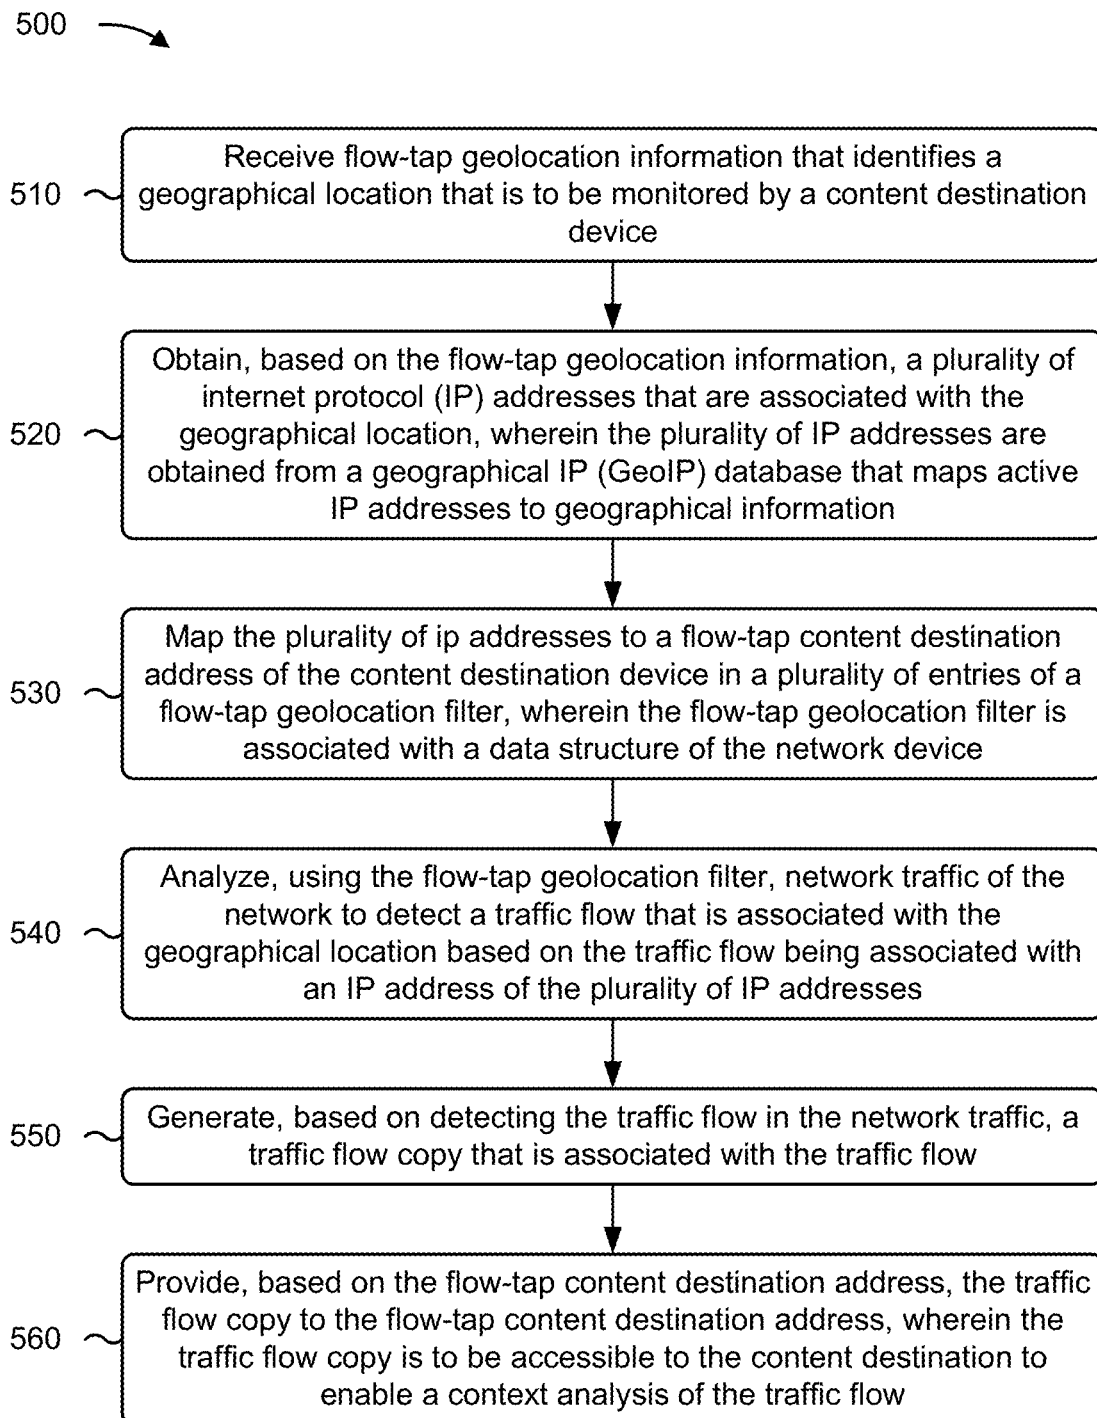 500
510
Receive flow-tap geolocation information that identifies a
geographical location that is to be monitored by a content destination
device
520
Obtain, based on the flow-tap geolocation information, a plurality of
internet protocol (IP) addresses that are associated with the
geographical location, wherein the plurality of IP addresses are
obtained from a geographical IP (GeoIP) database that maps active
IP addresses to geographical information
530
Map the plurality of ip addresses to a flow-tap content destination
address of the content destination device in a plurality of entries of a
flow-tap geolocation filter, wherein the flow-tap geolocation filter is
associated with a data structure of the network device
540
Analyze, using the flow-tap geolocation filter, network traffic of the
network to detect a traffic flow that is associated with the
geographical location based on the traffic flow being associated with
an IP address of the plurality of IP addresses
550
Generate, based on detecting the traffic flow in the network traffic, a
traffic flow copy that is associated with the traffic flow
560
Provide, based on the flow-tap content destination address, the traffic
flow copy to the flow-tap content destination address, wherein the
traffic flow copy is to be accessible to the content destination to
enable a context analysis of the traffic flow